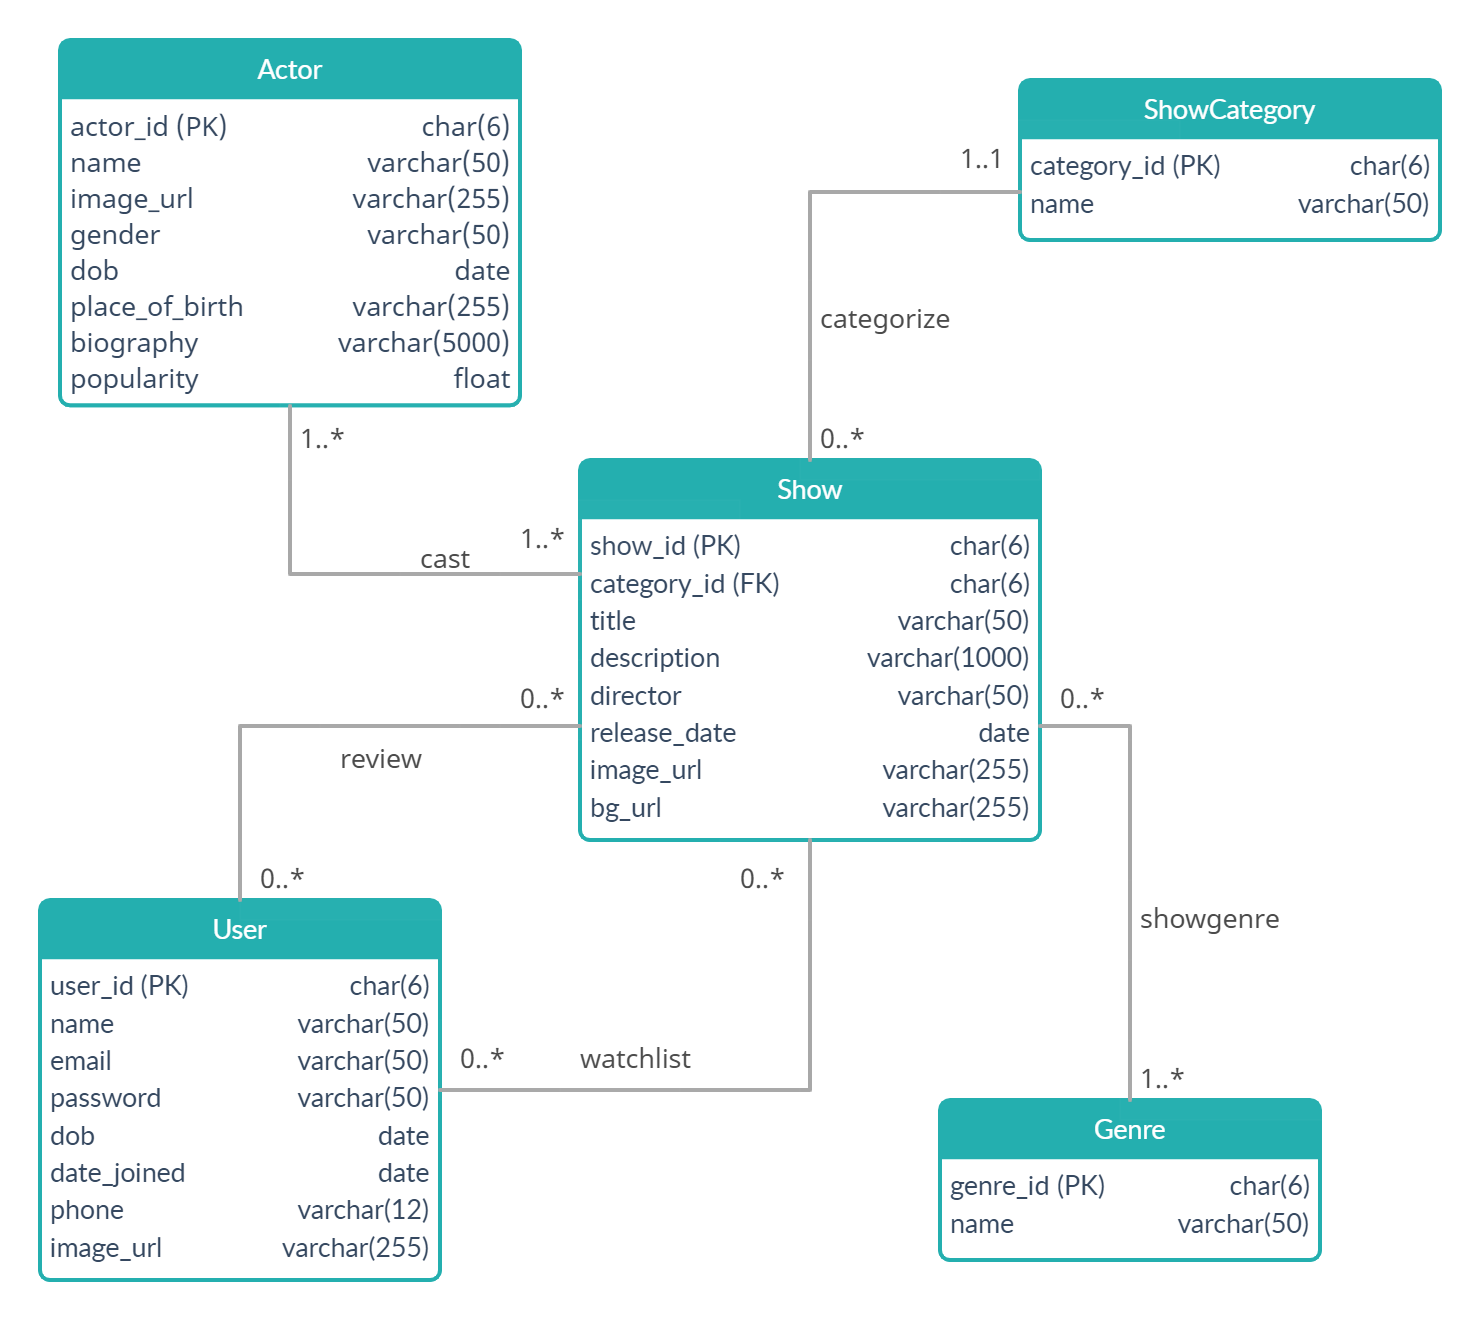 Actor
actor_id (PK) char(6)
name varchar(50)
image_url varchar(255)
gender varchar(50)
dob date
place_of_birth varchar(255)
biography varchar(5000)
popularity float
ShowCategory
category_id (PK) char(6)
name varchar(50)
1..1
categorize
0..*
1..*
cast
1..*
Show
show_id (PK) char(6)
category_id (FK) char(6)
title varchar(50)
description varchar(1000)
director varchar(50)
release_date date
image_url varchar(255)
bg_url varchar(255)
0..*
review
0..*
0..*
showgenre
1..*
0..*
watchlist
0..*
User
user_id (PK) char(6)
name varchar(50)
email varchar(50)
password varchar(50)
dob date
date_joined date
phone varchar(12)
image_url varchar(255)
Genre
genre_id (PK) char(6)
name varchar(50)